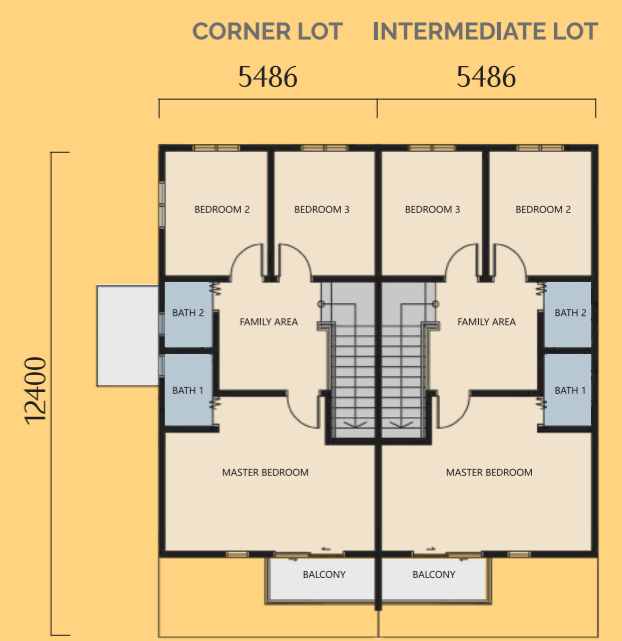 CORNER LOT INTERMEDIATE LOT
5486 5486
BEDROOM 2 BEDROOM 3 BEDROOM 3 BEDROOM 2
BATH 2 FAMILY AREA FAMILY AREA BATH 2
12400
BATH 1 BATH 1
MASTER BEDROOM MASTER BEDROOM
BALCONY BALCONY